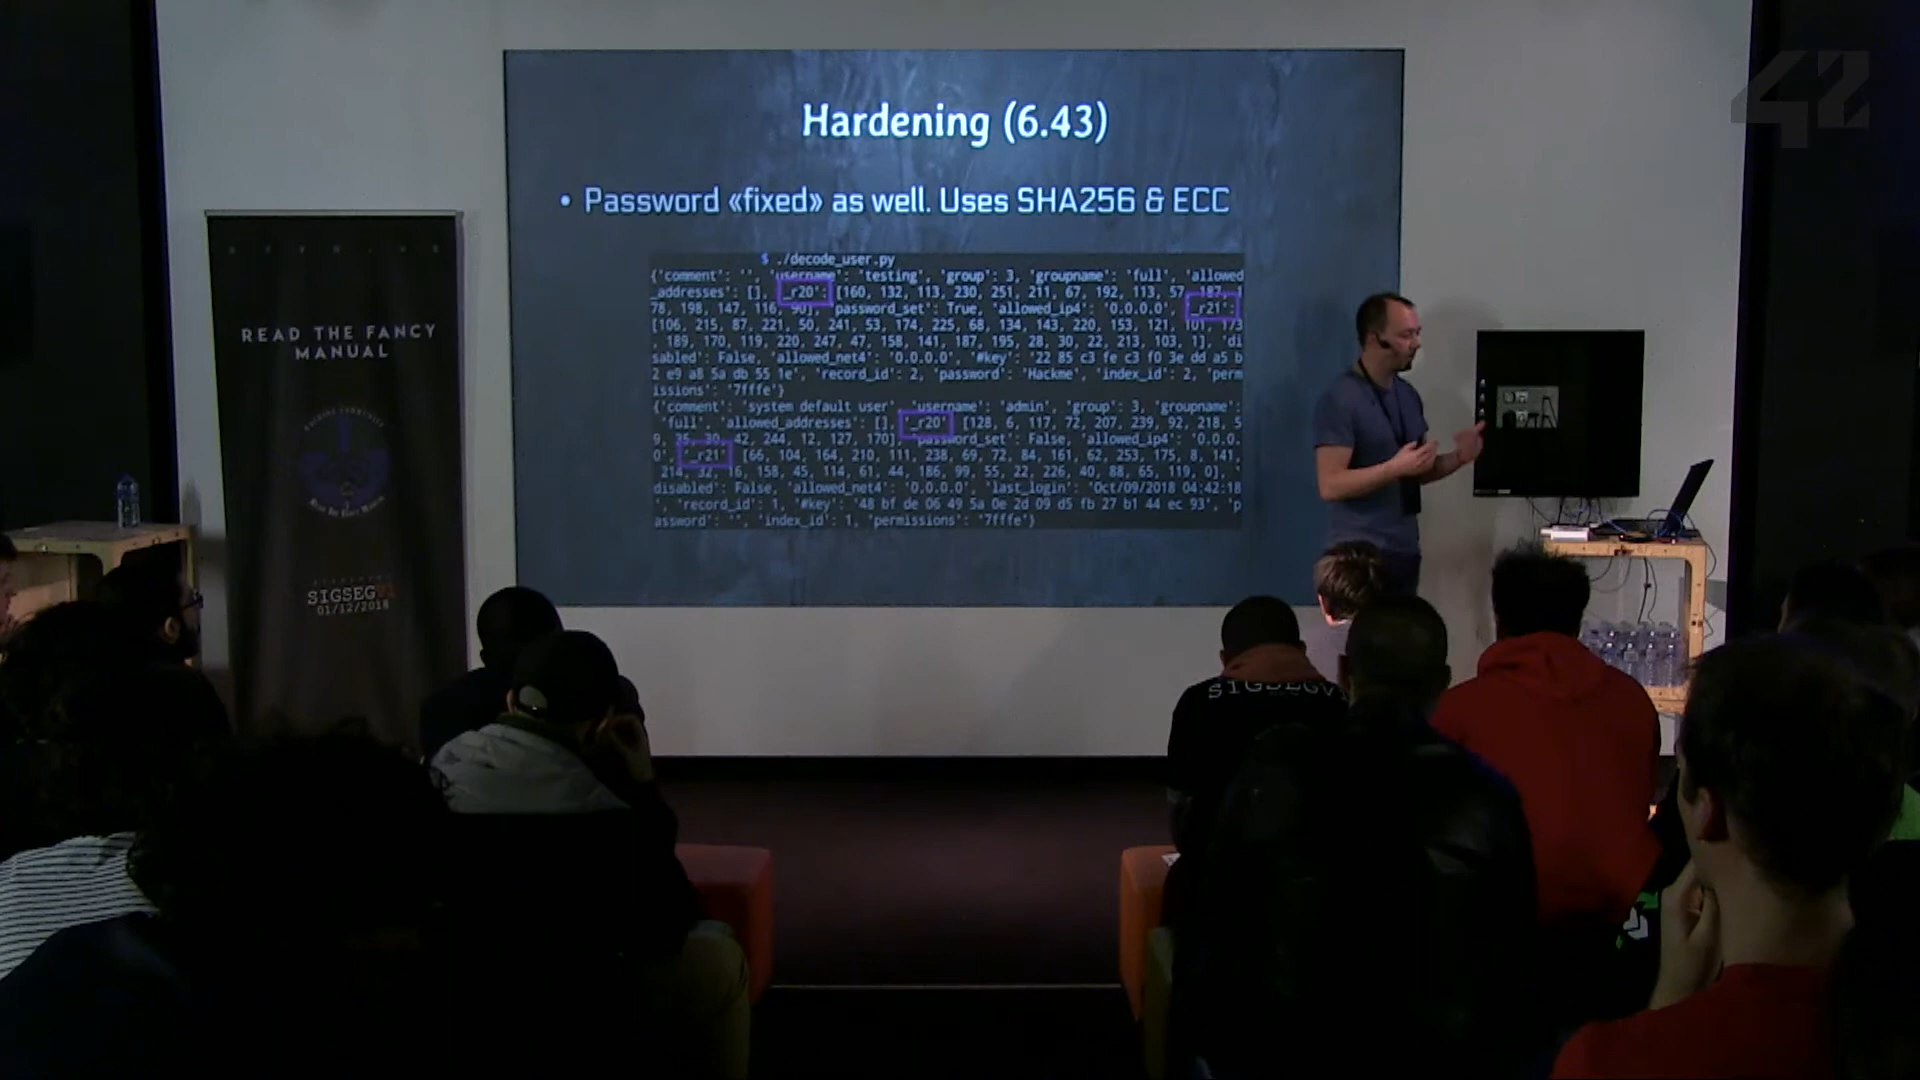 42
Hardening (6.43)
• Password «fixed» as well. Uses SHA256 & ECC
$ ./decode_user.py
{'comment': '', 'username': 'testing', 'group': 3, 'groupname': 'full', 'allowed
_addresses': [], '_r20': [160, 132, 113, 230, 251, 211, 67, 192, 113, 57, 187, 1
78, 198, 147, 116, 90], 'password_set': True, 'allowed_ip4': '0.0.0.0', '_r21':
[106, 215, 87, 221, 50, 241, 53, 174, 225, 68, 134, 143, 220, 153, 121, 101, 173
, 189, 170, 119, 220, 247, 47, 158, 141, 187, 195, 28, 30, 22, 213, 103, 1], 'di
sabled': False, 'allowed_net4': '0.0.0.0', '#key': '22 85 c3 fe c3 f0 3e dd a5 b
2 e9 a8 5a db 55 1e', 'record_id': 2, 'password': 'Hackme', 'index_id': 2, 'perm
issions': '7fffe'}
{'comment': 'system default user', 'username': 'admin', 'group': 3, 'groupname':
'full', 'allowed_addresses': [], '_r20' [128, 6, 117, 72, 207, 239, 92, 218, 5
9, 35, 30, 42, 244, 12, 127, 170], 'password_set': False, 'allowed_ip4': '0.0.0.
0', '_r21' [66, 104, 164, 210, 111, 238, 69, 72, 84, 161, 62, 253, 175, 8, 141,
214, 32, 16, 158, 45, 114, 61, 44, 186, 99, 55, 22, 226, 40, 88, 65, 119, 0], '
disabled': False, 'allowed_net4': '0.0.0.0', 'last_login': 'Oct/09/2018 04:42:18
', 'record_id': 1, '#key': '48 bf de 06 49 5a 0e 2d 09 d5 fb 27 b1 44 ec 93', 'p
assword': '', 'index_id': 1, 'permissions': '7fffe'}
READ THE FANCY
MANUAL
SIGSEGV1
01/12/2018
SIGSEGV1